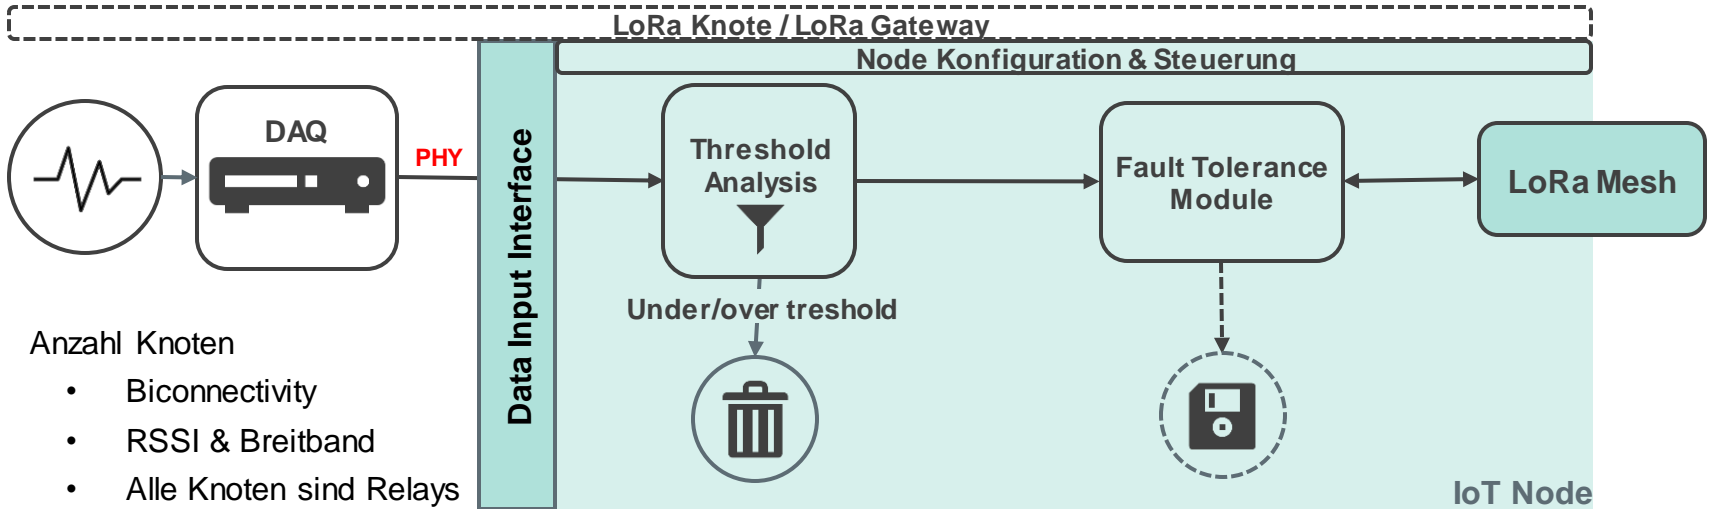 LoRa Knote / LoRa Gateway
Node Konfiguration & Steuerung
DAQ
PHY
Data Input Interface
Threshold
Analysis
Fault Tolerance
Module
LoRa Mesh
Under/over treshold
Anzahl Knoten
• Biconnectivity
• RSSI & Breitband
• Alle Knoten sind Relays
IoT Node